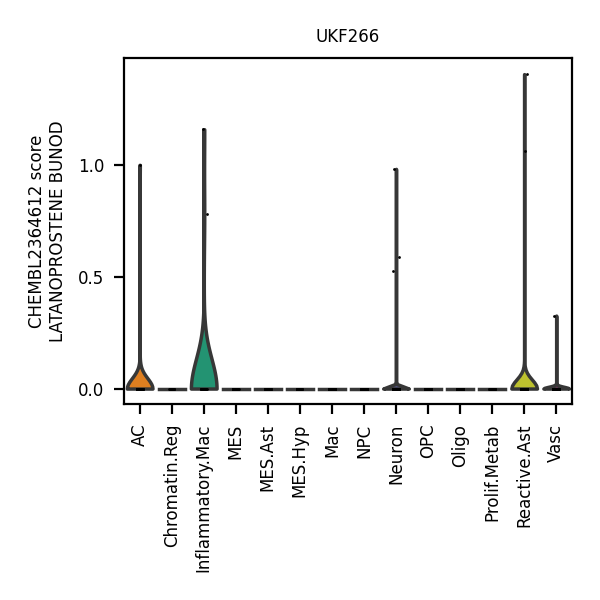 UKF266
CHEMBL2364612 score
LATANOPROSTENE BUNOD
1.0
0.5
0.0
AC
Chromatin.Reg
Inflammatory.Mac
MES
MES.Ast
MES.Hyp
Mac
NPC
Neuron
OPC
Oligo
Prolif.Metab
Reactive.Ast
Vasc